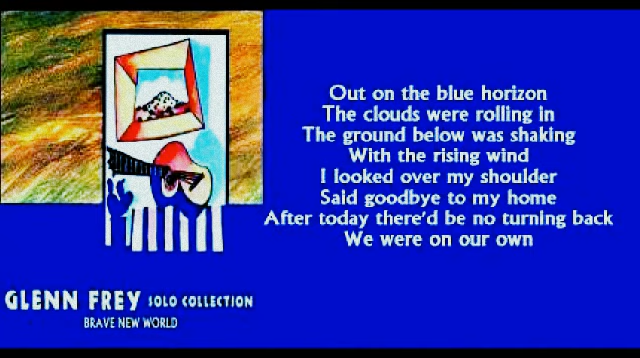 Out on the blue horizon
The clouds were rolling in
The ground below was shaking
With the rising wind
I looked over my shoulder
Said goodbye to my home
After today there'd be no turning back
We were on our own
GLENN FREY SOLO COLLECTION
BRAVE NEW WORLD